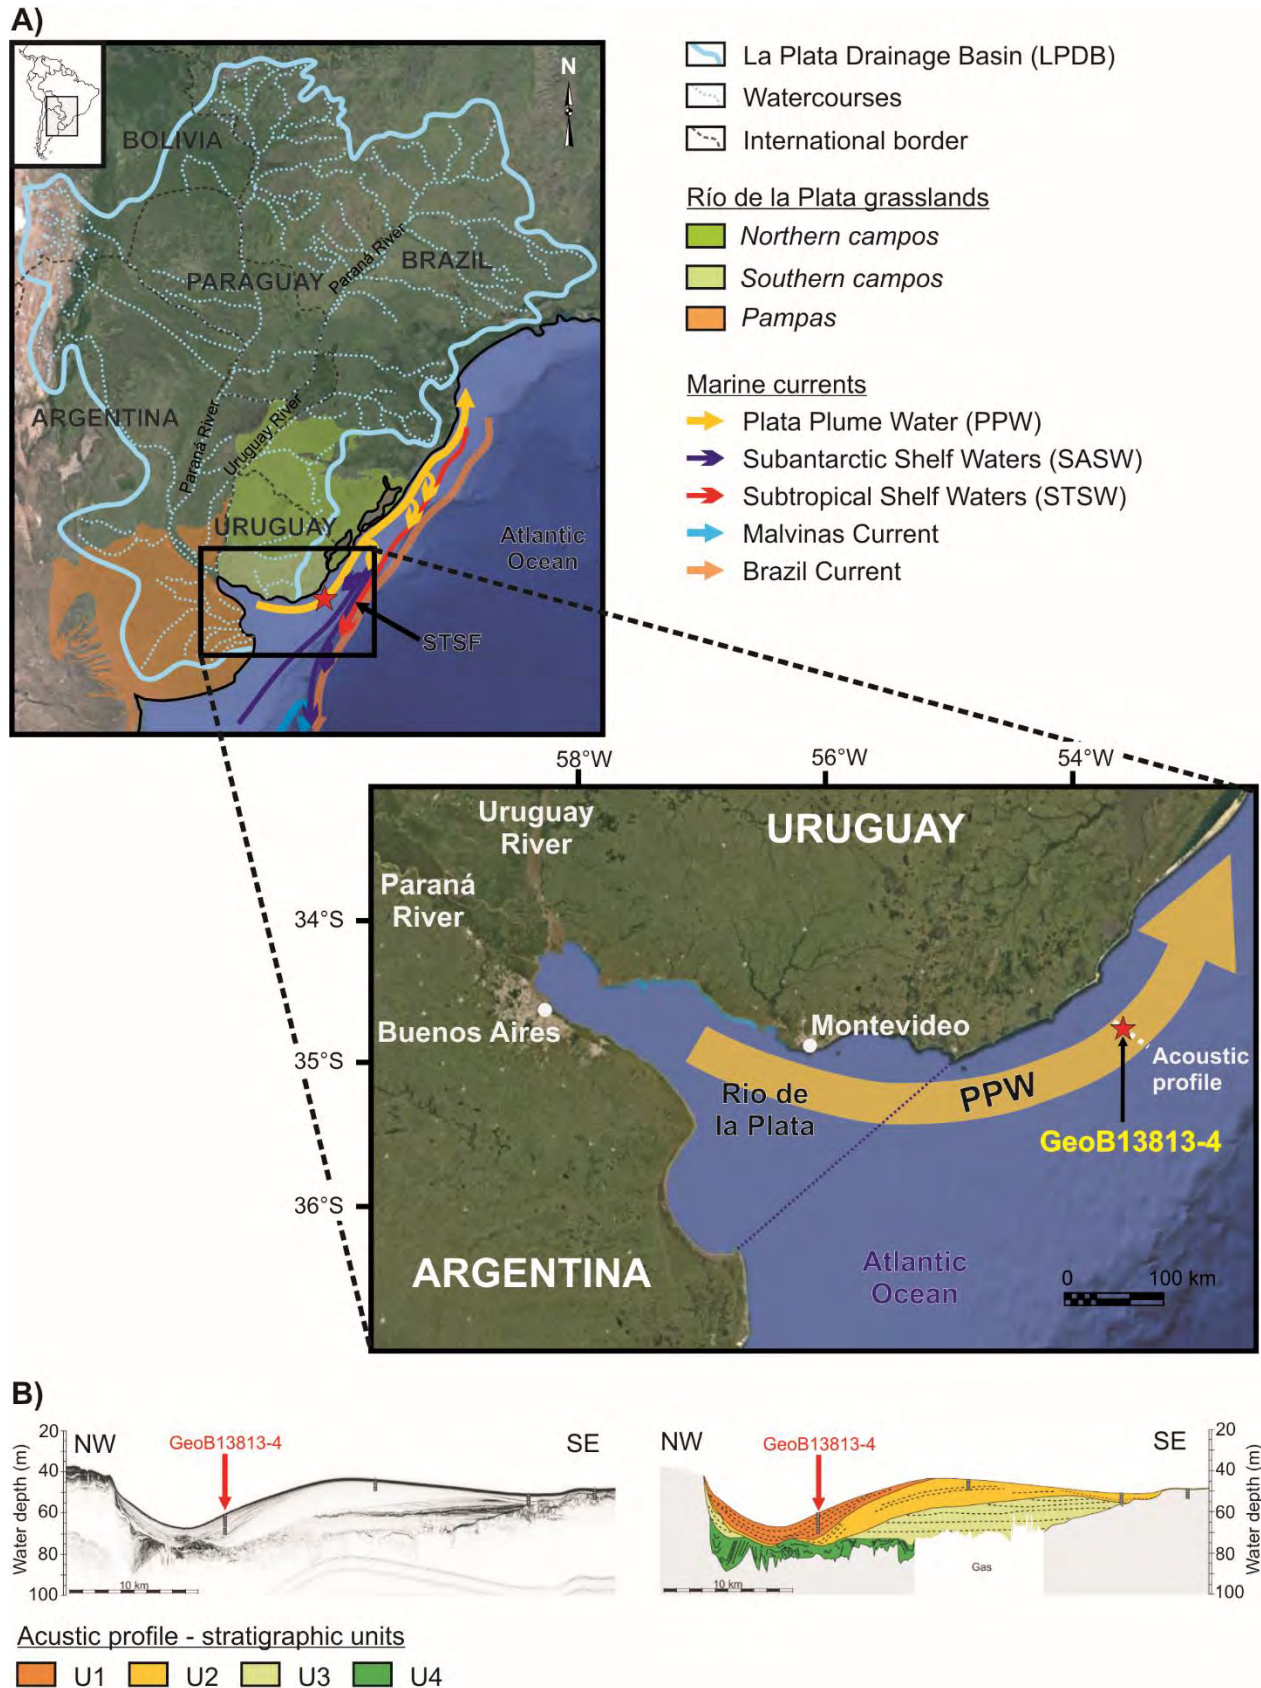 A)
N
BOLIVIA
PARAGUAY
BRAZIL
Paraná River
ARGENTINA
Paraná River
Uruguay River
URUGUAY
Atlantic
Ocean
STSF
La Plata Drainage Basin (LPDB)
Watercourses
International border
Río de la Plata grasslands
Northern campos
Southern campos
Pampas
Marine currents
Plata Plume Water (PPW)
Subantarctic Shelf Waters (SASW)
Subtropical Shelf Waters (STSW)
Malvinas Current
Brazil Current
58°W 56°W 54°W
34°S
35°S
36°S
Uruguay
River
URUGUAY
Paraná
River
Buenos Aires
Montevideo
Rio de
la Plata
PPW
Acoustic
profile
GeoB13813-4
ARGENTINA
Atlantic
Ocean
0 100 km
B)
NW GeoB13813-4 SE
Water depth (m)
20
40
60
80
100
10 km
NW GeoB13813-4 SE
Gas
10 km
20
40
60
80
100
Water depth (m)
Acustic profile - stratigraphic units
U1 U2 U3 U4